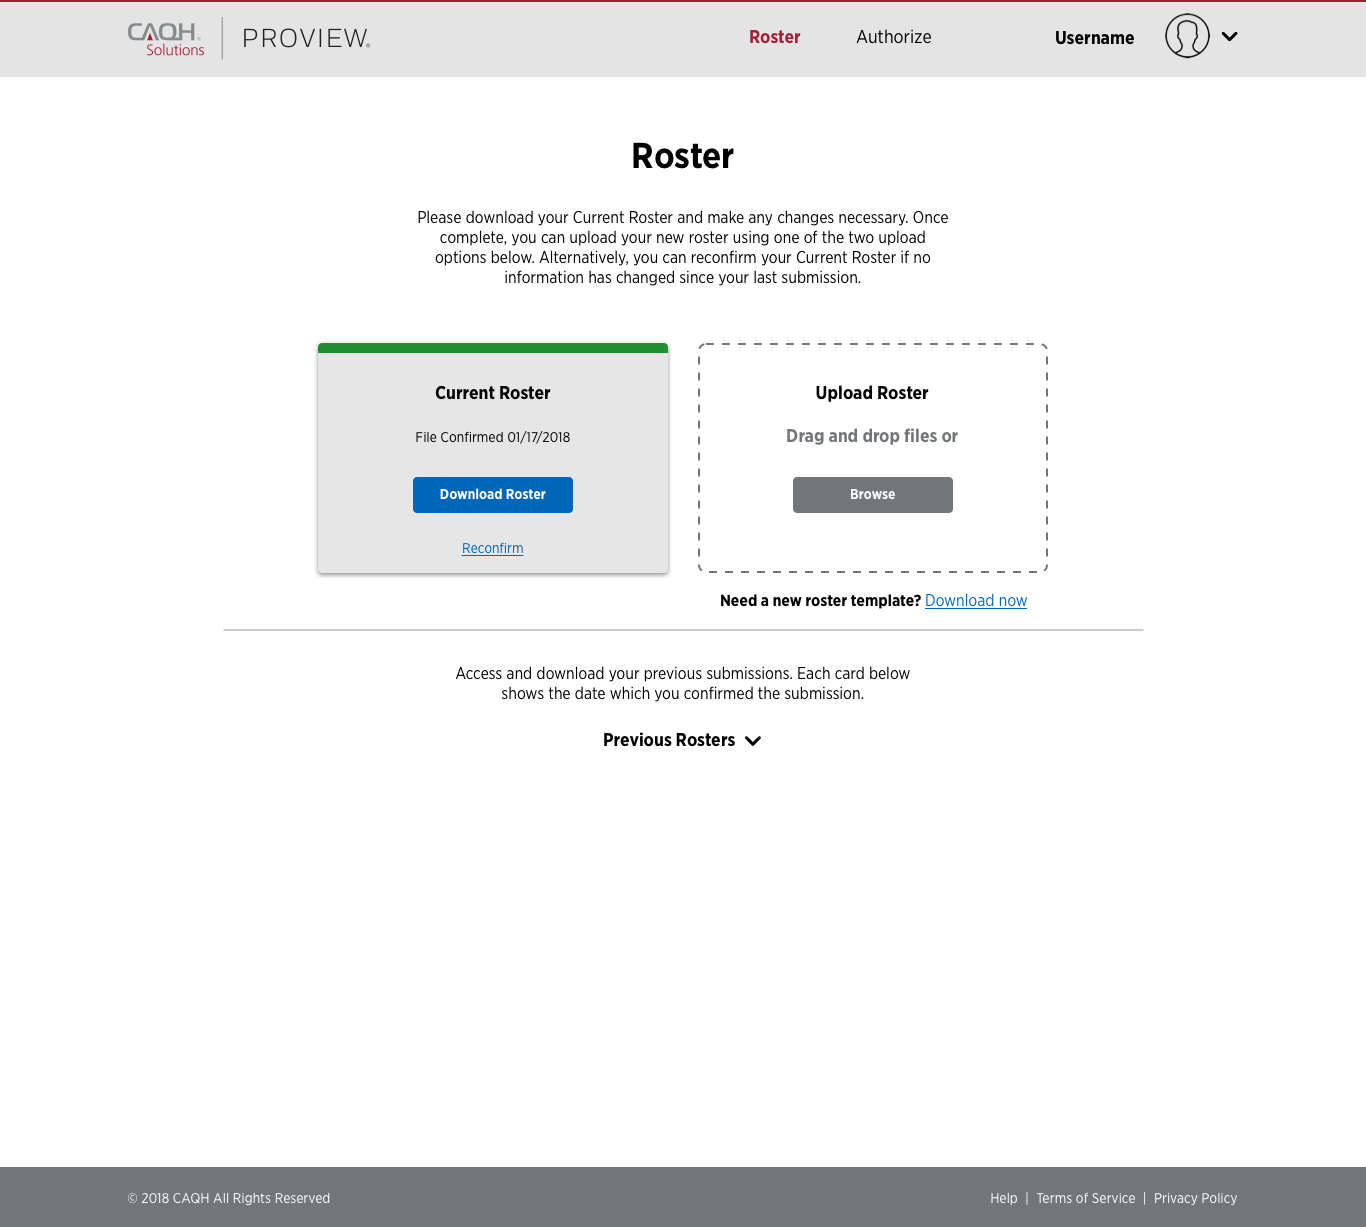 CAQH
Solutions
PROVIEW®
Roster
Authorize
Username
Roster
Please download your Current Roster and make any changes necessary. Once
complete, you can upload your new roster using one of the two upload
options below. Alternatively, you can reconfirm your Current Roster if no
information has changed since your last submission.
Current Roster
File Confirmed 01/17/2018
Download Roster
Reconfirm
Upload Roster
Drag and drop files or
Browse
Need a new roster template? Download now
Access and download your previous submissions. Each card below
shows the date which you confirmed the submission.
Previous Rosters
© 2018 CAQH All Rights Reserved
Help | Terms of Service | Privacy Policy